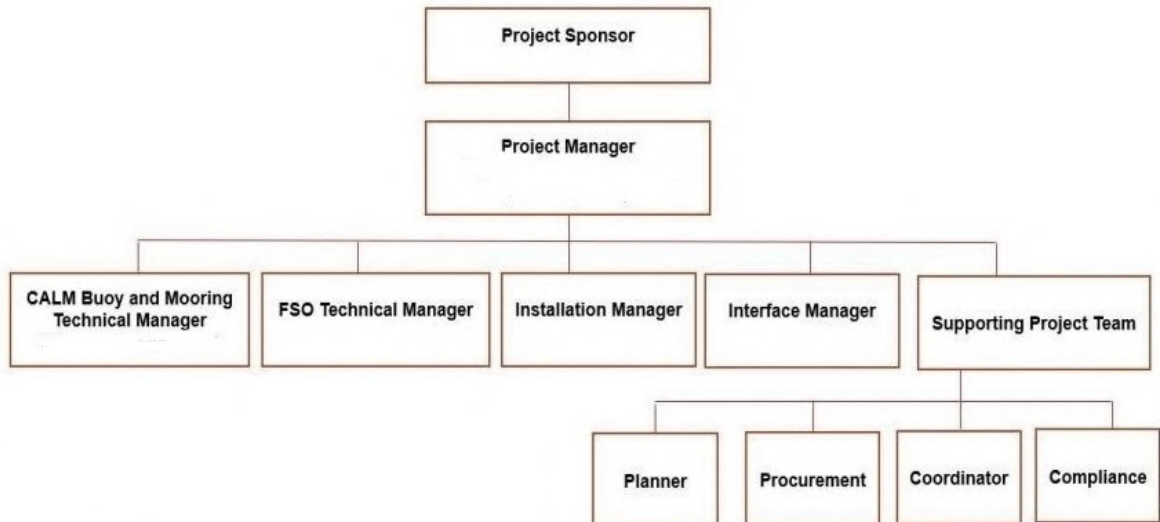 Project Sponsor
Project Manager
CALM Buoy and Mooring
Technical Manager
FSO Technical Manager
Installation Manager
Interface Manager
Supporting Project Team
Planner
Procurement
Coordinator
Compliance